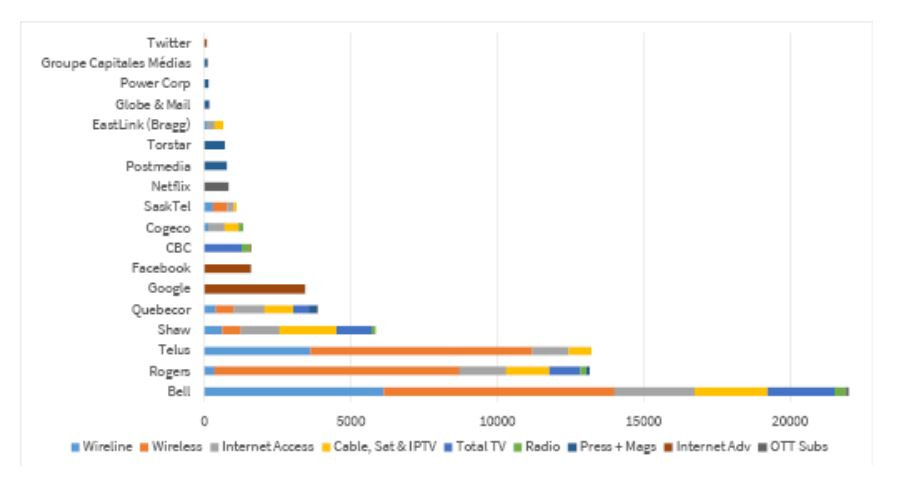 Twitter
Groupe Capitales Médias
Power Corp
Globe & Mail
EastLink (Bragg)
Torstar
Postmedia
Netflix
SaskTel
Cogeco
CBC
Facebook
Google
Quebecor
Shaw
Telus
Rogers
Bell
0 5000 10000 15000 20000
Wireline Wireless Internet Access Cable, Sat & IPTV Total TV Radio Press + Mags Internet Adv OTT Subs